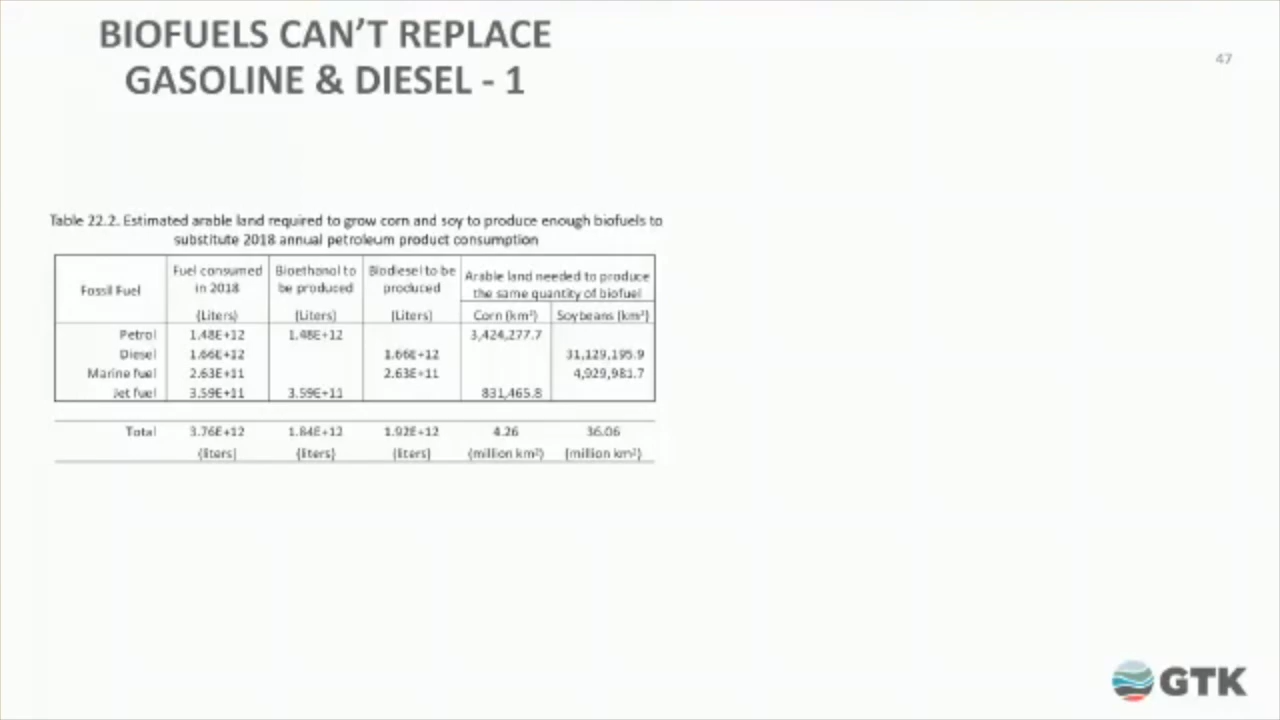 BIOFUELS CAN'T REPLACE
GASOLINE & DIESEL - 1
47
Table 22.2. Estimated arable land required to grow corn and soy to produce enough biofuels to
substitute 2018 annual petroleum product consumption
Fossil Fuel
Fuel consumed in 2018 (Liters)
Bioethanol to be produced (Liters)
Biodiesel to be produced (Liters)
Arable land needed to produce the same quantity of biofuel
Corn (km²) Soybeans (km²)
Petrol 1.48E+12 1.48E+12 3,424,277.7
Diesel 1.66E+12 1.66E+12 31,129,195.9
Marine fuel 2.63E+11 2.63E+11 4,929,981.7
Jet fuel 3.59E+11 3.59E+11 831,465.8
Total 3.76E+12 1.84E+12 1.92E+12 4.26 36.06
(liters) (liters) (liters) (million km²) (million km²)
GTK